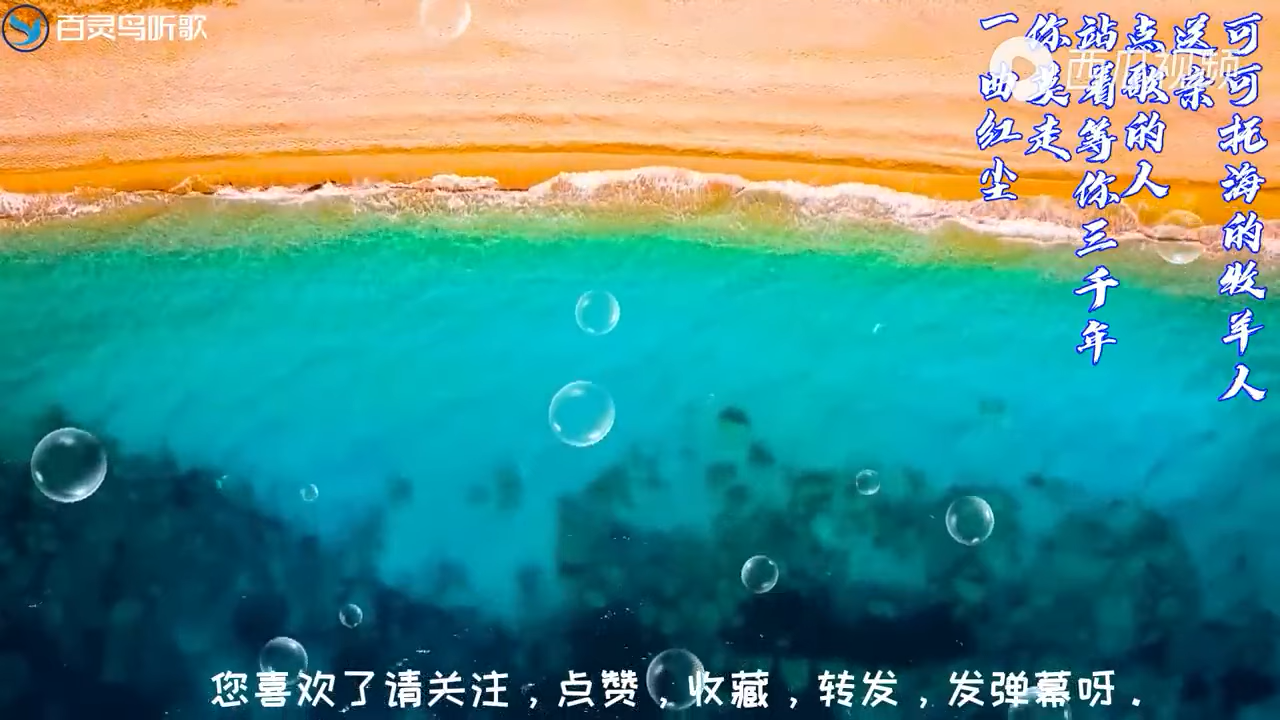 百灵鸟听歌
西瓜视频
可可托海的牧羊人
送亲
点歌的人
站着等你三千年
你莫走
一曲红尘
您喜欢了请关注，点赞，收藏，转发，发弹幕呀．